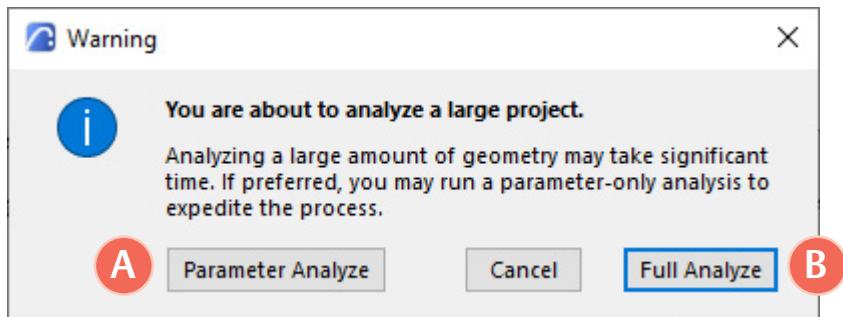 Warning
You are about to analyze a large project.
Analyzing a large amount of geometry may take significant
time. If preferred, you may run a parameter-only analysis to
expedite the process.
A Parameter Analyze Cancel Full Analyze B